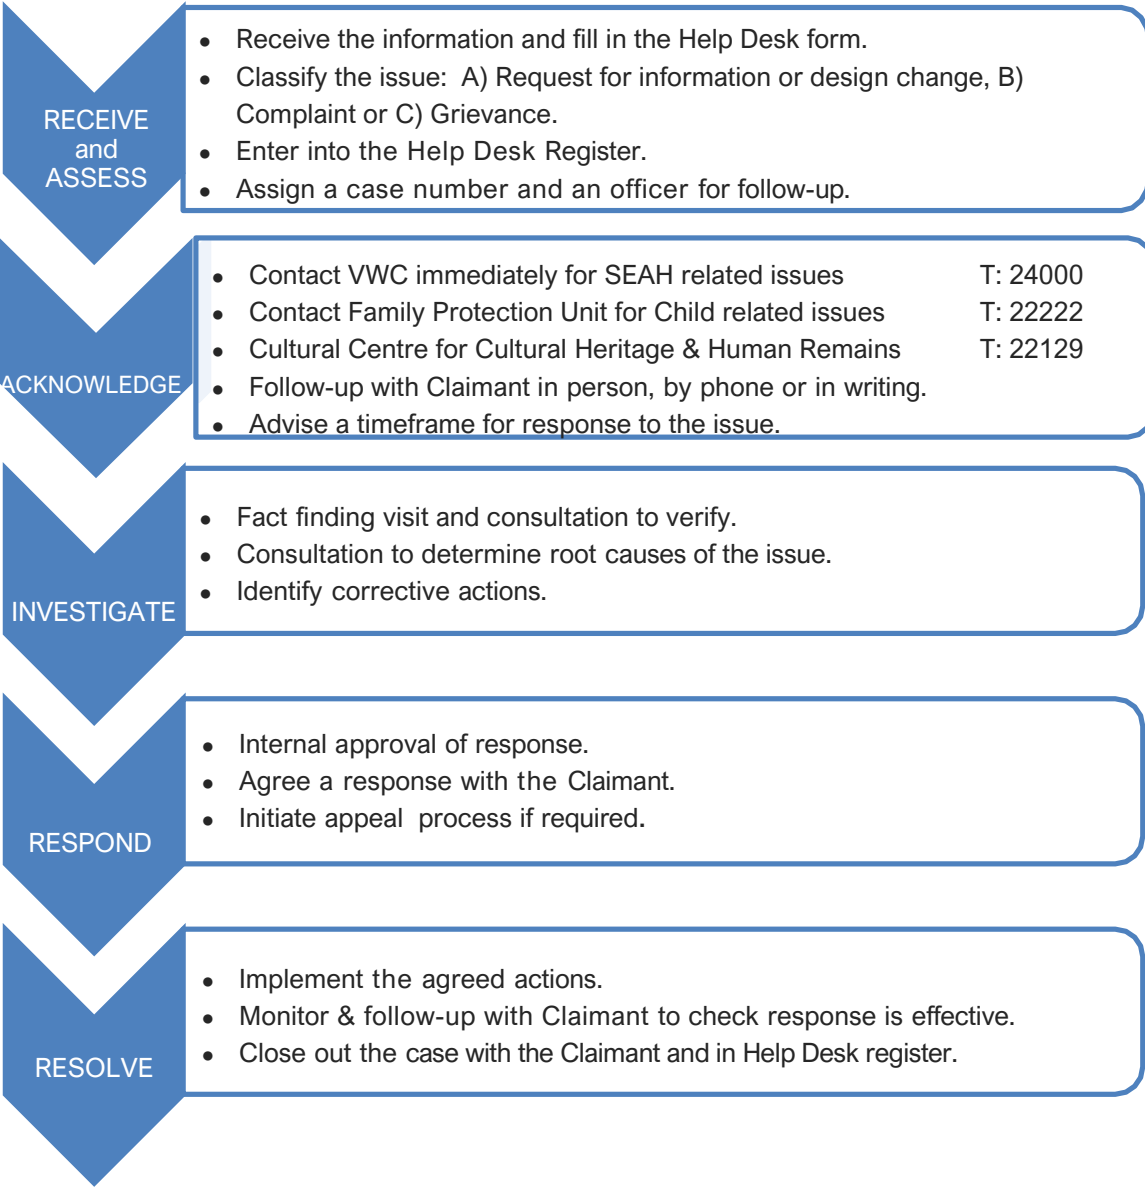 RECEIVE
and
ASSESS
• Receive the information and fill in the Help Desk form.
• Classify the issue: A) Request for information or design change, B)
Complaint or C) Grievance.
• Enter into the Help Desk Register.
• Assign a case number and an officer for follow-up.
ACKNOWLEDGE
• Contact VWC immediately for SEAH related issues T: 24000
• Contact Family Protection Unit for Child related issues T: 22222
• Cultural Centre for Cultural Heritage & Human Remains T: 22129
• Follow-up with Claimant in person, by phone or in writing.
• Advise a timeframe for response to the issue.
INVESTIGATE
• Fact finding visit and consultation to verify.
• Consultation to determine root causes of the issue.
• Identify corrective actions.
RESPOND
• Internal approval of response.
• Agree a response with the Claimant.
• Initiate appeal process if required.
RESOLVE
• Implement the agreed actions.
• Monitor & follow-up with Claimant to check response is effective.
• Close out the case with the Claimant and in Help Desk register.